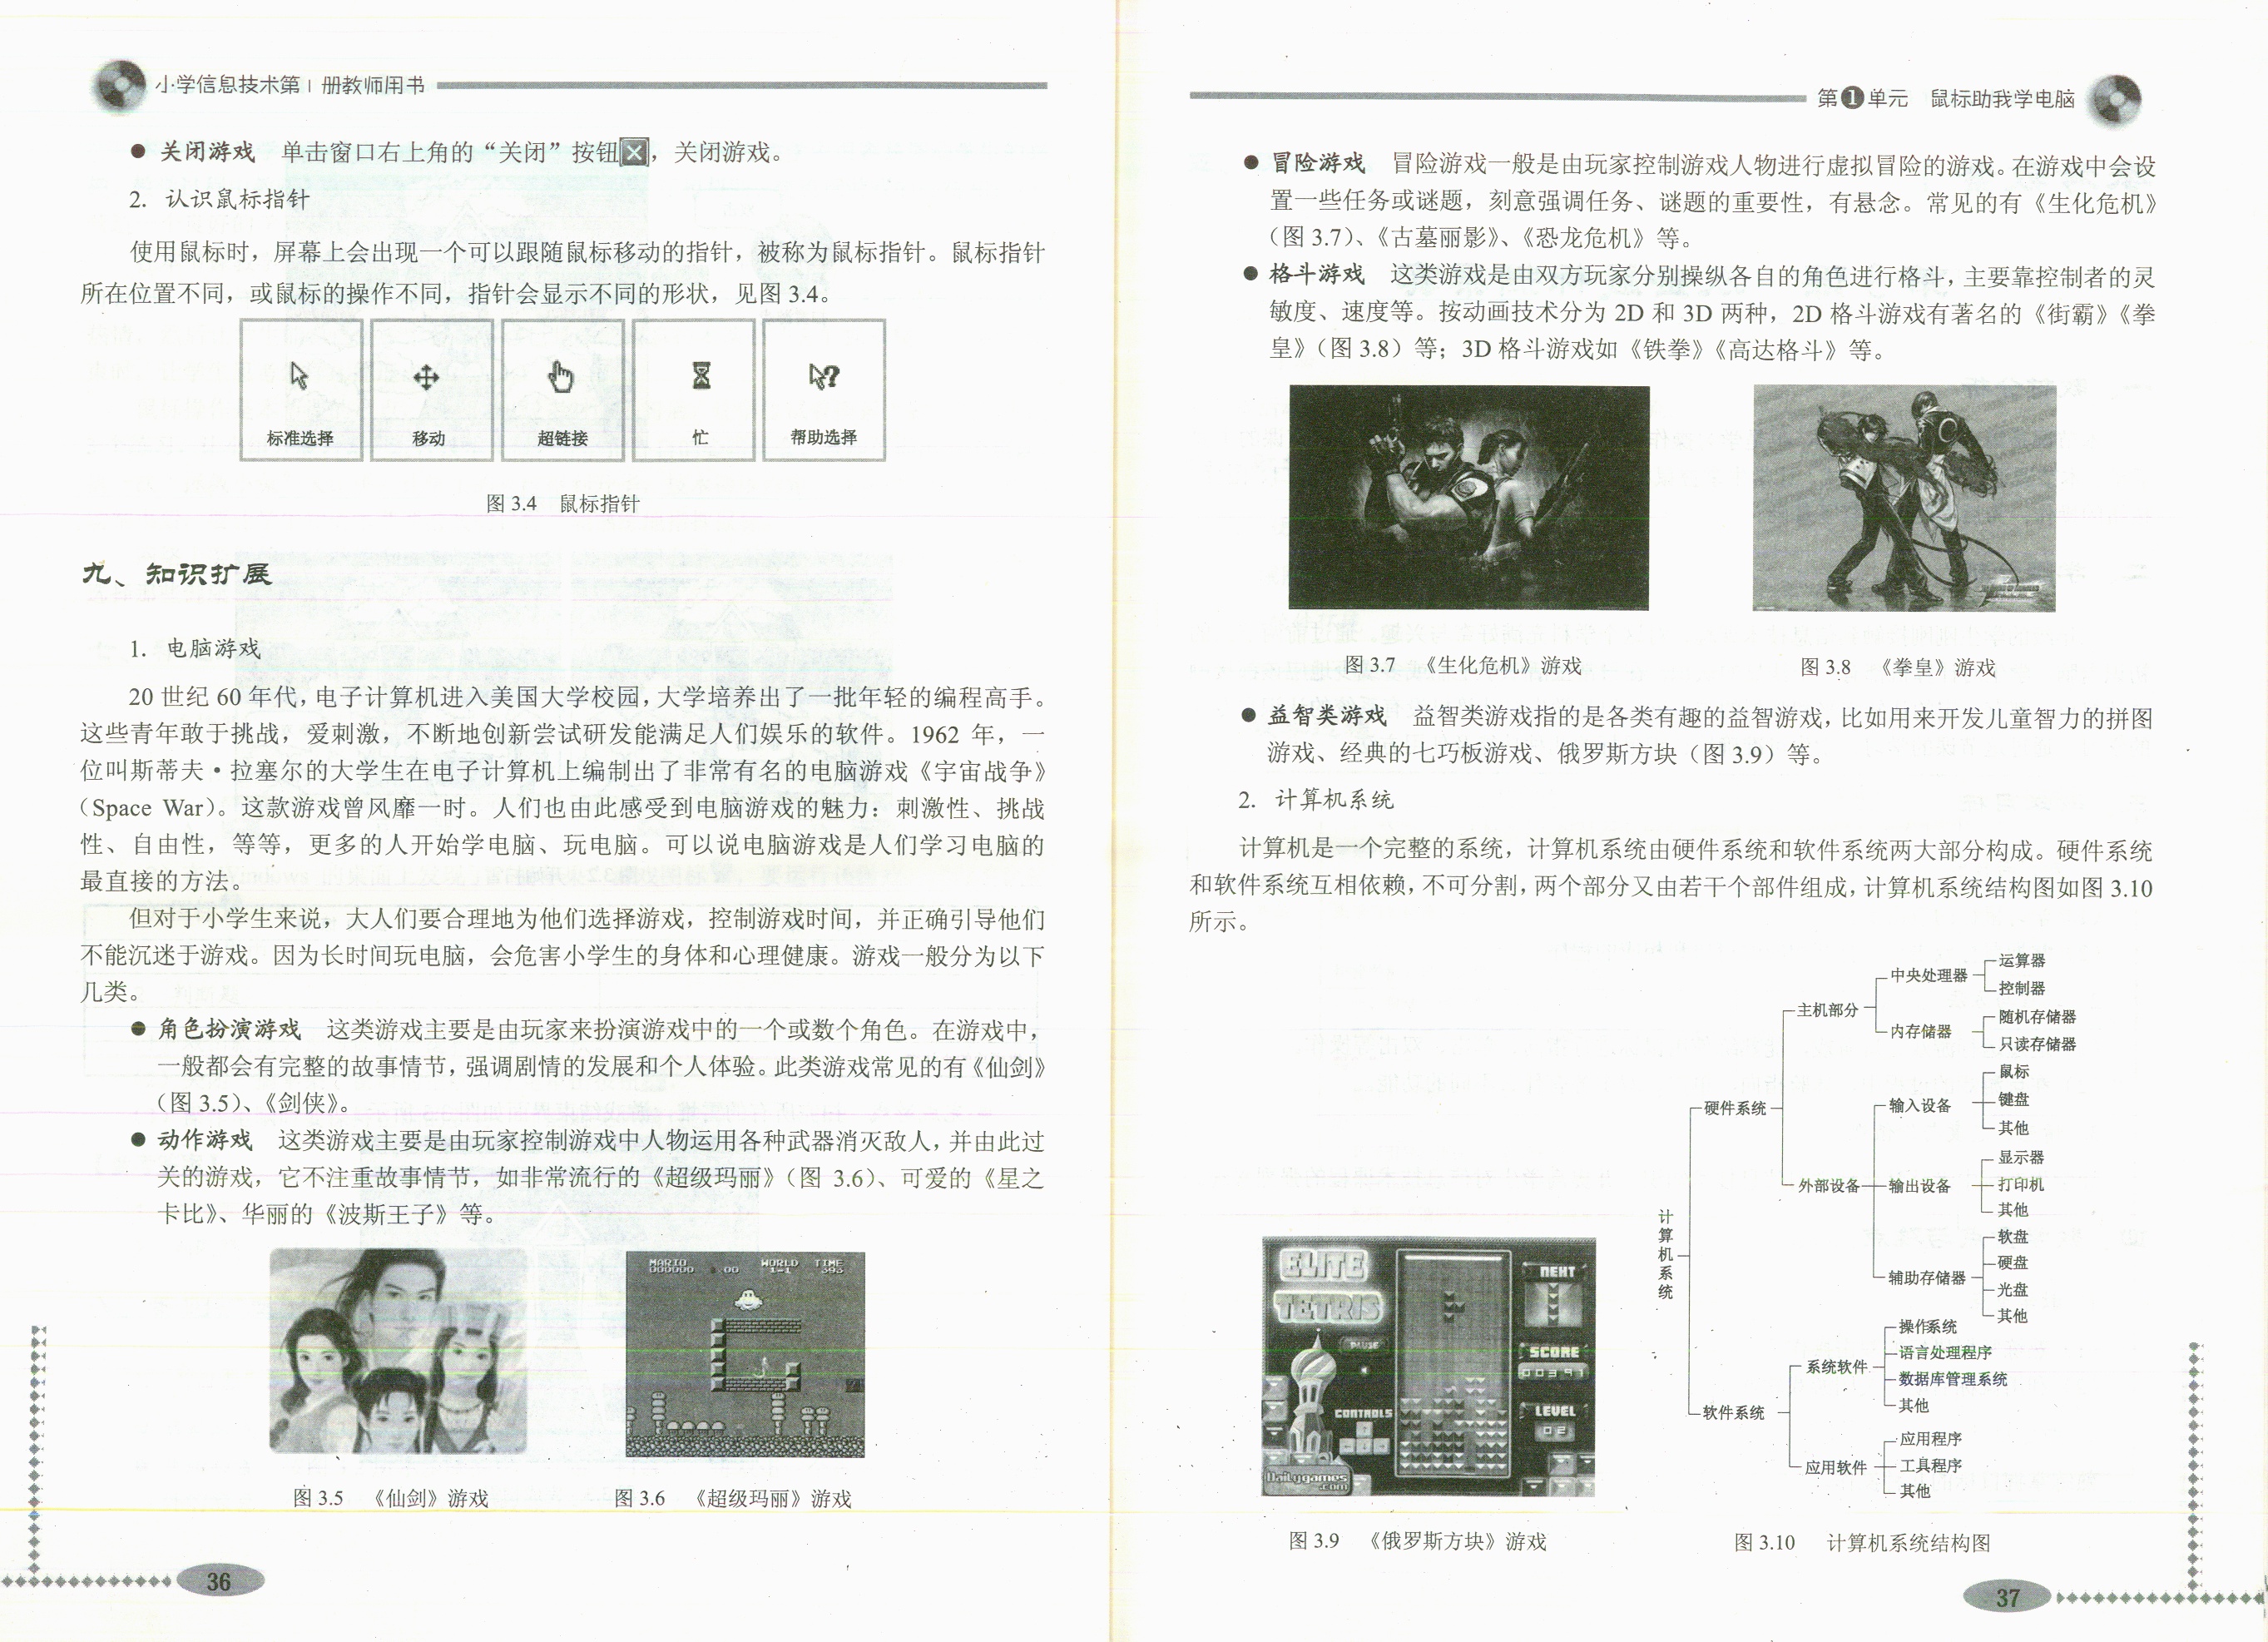 小学信息技术第1册教师用书
● 关闭游戏 单击窗口右上角的“关闭”按钮，关闭游戏。
2. 认识鼠标指针
使用鼠标时，屏幕上会出现一个可以跟随鼠标移动的指针，被称为鼠标指针。鼠标指针
所在位置不同，或鼠标的操作不同，指针会显示不同的形状，见图 3.4。
标准选择 移动 超链接 忙 帮助选择
图 3.4 鼠标指针
九、知识扩展
1. 电脑游戏
20 世纪 60 年代，电子计算机进入美国大学校园，大学培养出了一批年轻的编程高手。
这些青年敢于挑战，爱刺激，不断地创新尝试研发能满足人们娱乐的软件。1962 年，一
位叫斯蒂夫·拉塞尔的大学生在电子计算机上编制出了非常有名的电脑游戏《宇宙战争》
（Space War）。这款游戏曾风靡一时。人们也由此感受到电脑游戏的魅力：刺激性、挑战
性、自由性，等等，更多的人开始学电脑、玩电脑。可以说电脑游戏是人们学习电脑的
最直接的方法。
但对于小学生来说，大人们要合理地为他们选择游戏，控制游戏时间，并正确引导他们
不能沉迷于游戏。因为长时间玩电脑，会危害小学生的身体和心理健康。游戏一般分为以下
几类。
● 角色扮演游戏 这类游戏主要是由玩家来扮演游戏中的一个或数个角色。在游戏中，
一般都会有完整的故事情节，强调剧情的发展和个人体验。此类游戏常见的有《仙剑》
（图 3.5）、《剑侠》。
● 动作游戏 这类游戏主要是由玩家控制游戏中人物运用各种武器消灭敌人，并由此过
关的游戏，它不注重故事情节，如非常流行的《超级玛丽》（图 3.6）、可爱的《星之
卡比》、华丽的《波斯王子》等。
MARIO WORLD TIME
000000 00 1-1 393
图 3.5 《仙剑》游戏
图 3.6 《超级玛丽》游戏
36
第1单元 鼠标助我学电脑
● 冒险游戏 冒险游戏一般是由玩家控制游戏人物进行虚拟冒险的游戏。在游戏中会设
置一些任务或谜题，刻意强调任务、谜题的重要性，有悬念。常见的有《生化危机》
（图 3.7）、《古墓丽影》、《恐龙危机》等。
● 格斗游戏 这类游戏是由双方玩家分别操纵各自的角色进行格斗，主要靠控制者的灵
敏度、速度等。按动画技术分为 2D 和 3D 两种，2D 格斗游戏有著名的《街霸》《拳
皇》（图 3.8）等；3D 格斗游戏如《铁拳》《高达格斗》等。
图 3.7 《生化危机》游戏
图 3.8 《拳皇》游戏
● 益智类游戏 益智类游戏指的是各类有趣的益智游戏，比如用来开发儿童智力的拼图
游戏、经典的七巧板游戏、俄罗斯方块（图 3.9）等。
2. 计算机系统
计算机是一个完整的系统，计算机系统由硬件系统和软件系统两大部分构成。硬件系统
和软件系统互相依赖，不可分割，两个部分又由若干个部件组成，计算机系统结构图如图 3.10
所示。
ELITE
TETRIS
PAUSE
CONTROLS
NEXT
SCORE
00397
LEVEL
02
Dailygames
.com
图 3.9 《俄罗斯方块》游戏
计算机系统
硬件系统
主机部分
中央处理器
运算器
控制器
内存储器
随机存储器
只读存储器
外部设备
输入设备
鼠标
键盘
其他
输出设备
显示器
打印机
其他
辅助存储器
软盘
硬盘
光盘
其他
软件系统
系统软件
操作系统
语言处理程序
数据库管理系统
其他
应用软件
应用程序
工具程序
其他
图 3.10 计算机系统结构图
37